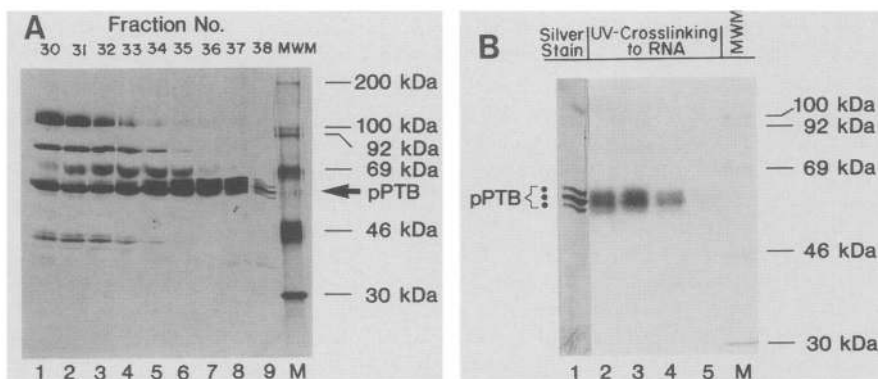 A
Fraction No.
30 31 32 33 34 35 36 37 38 MWM
200 kDa
100 kDa
92 kDa
69 kDa
pPTB
46 kDa
30 kDa
1 2 3 4 5 6 7 8 9 M
B
Silver Stain
UV-Crosslinking to RNA
MWM
100 kDa
92 kDa
69 kDa
pPTB
46 kDa
30 kDa
1 2 3 4 5 M